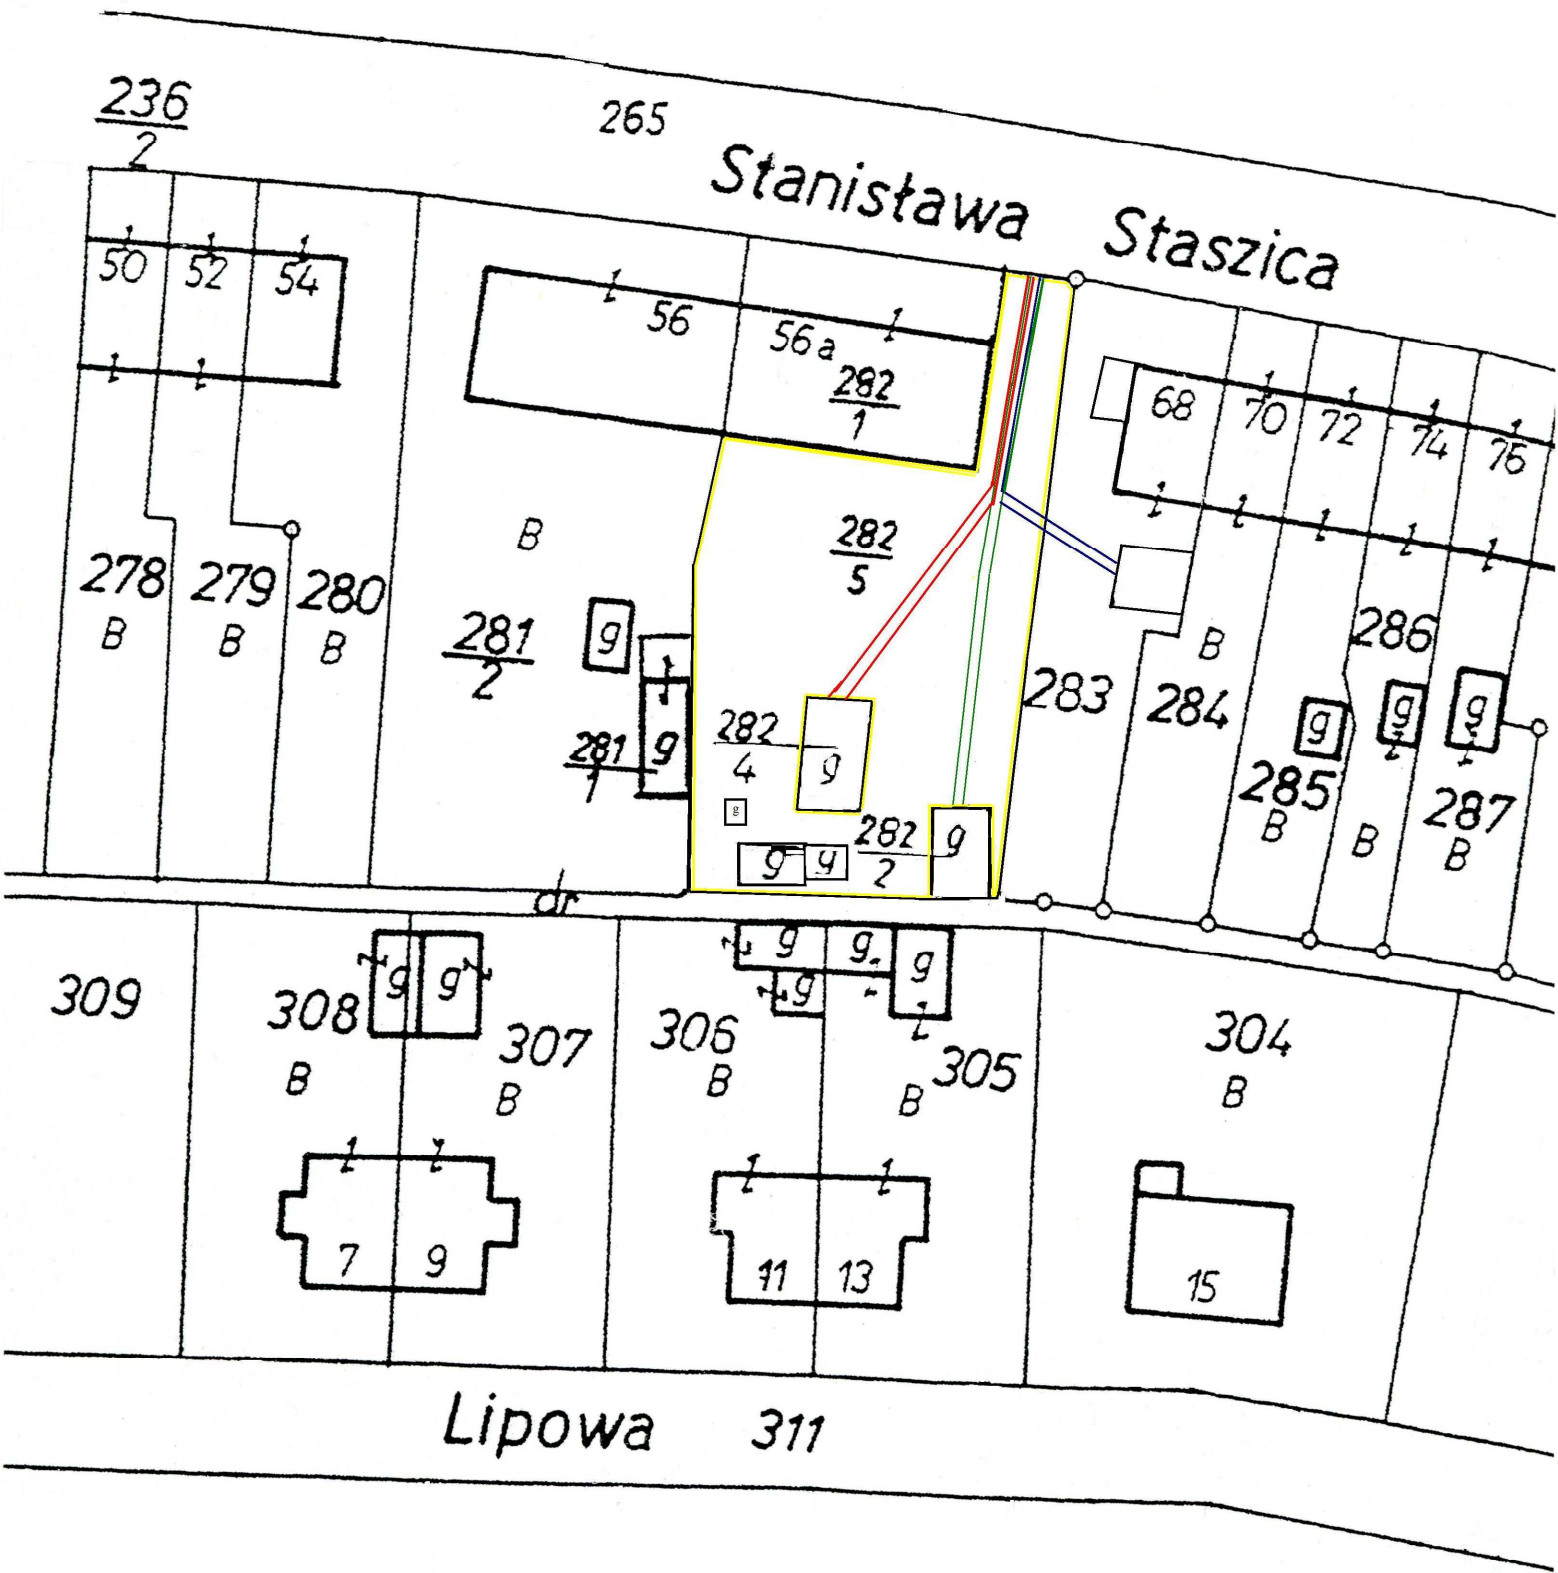 236
2
265
Stanisława Staszica
50 52 54
56
56a
282
1
68 70 72 74 76
B
282
5
278 279 280
B B B
281
2
g
281
1
g
282
4
g
g
g g
282
2
g
283
B
284
286
g g g
285
B
B
287
B
dr
309
308
g g
307
B B
306
g g g
g
305
B B
304
B
7 9
11 13
15
Lipowa 311